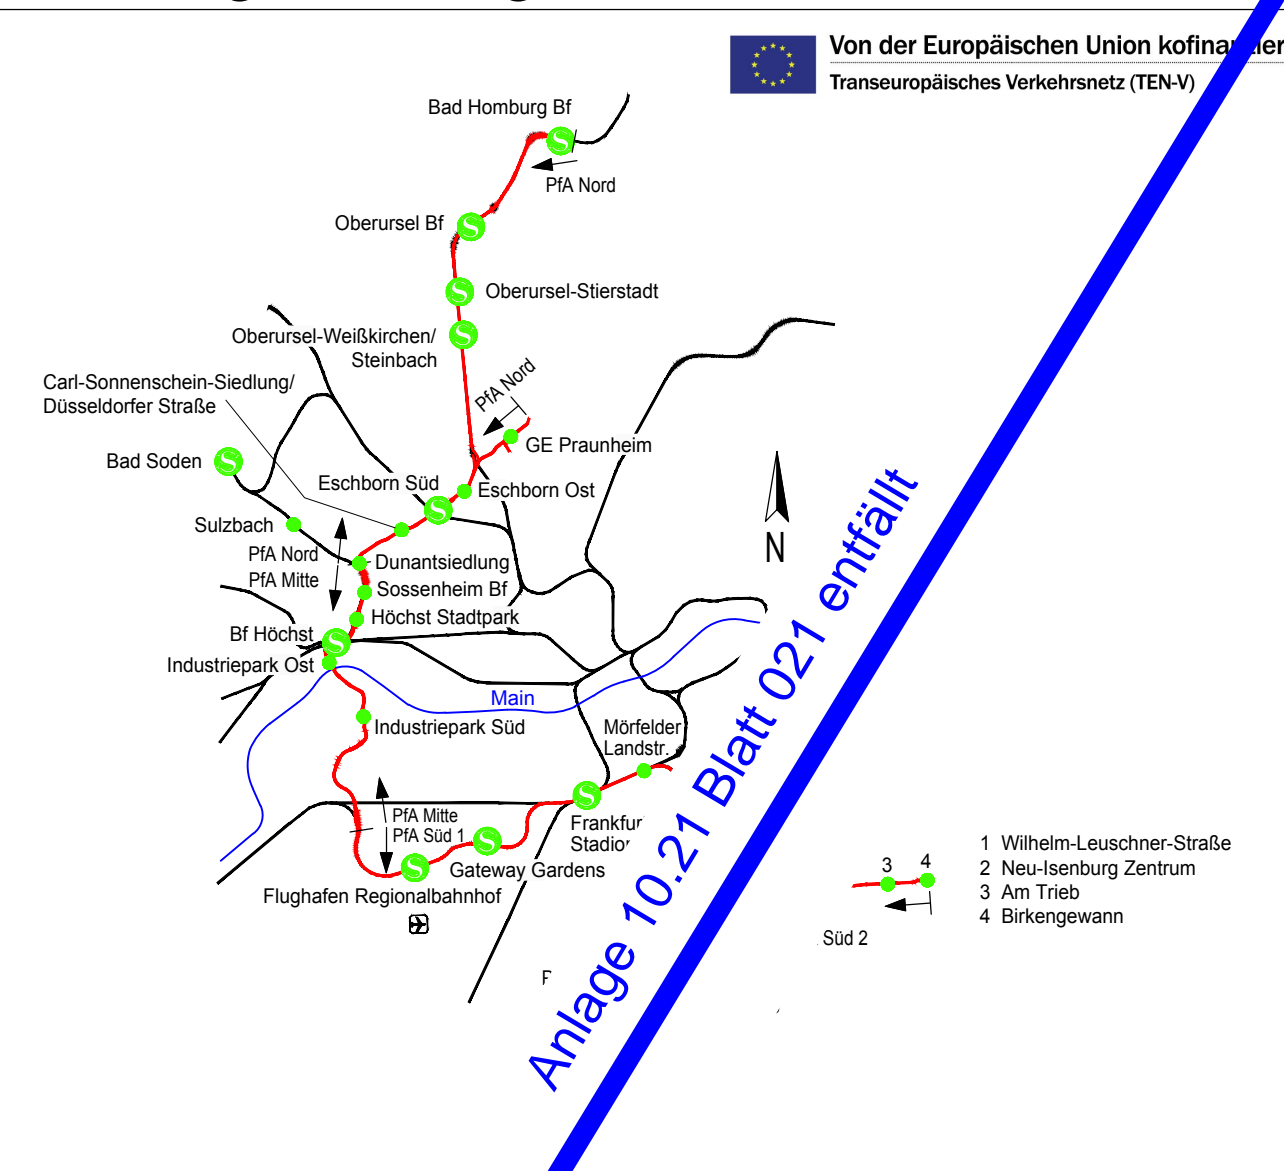 Von der Europäischen Union
Transeuropäisches Verkehrsnetz (TEN-V)
Bad Homburg Bf
PfA Nord
Oberursel Bf
Oberursel-Stierstadt
Oberursel-Weißkirchen/
Steinbach
Carl-Sonnenschein-Siedlung/
Düsseldorfer Straße
PfA Nord
GE Praunheim
Bad Soden
Eschborn Süd
Eschborn Ost
Sulzbach
PfA Nord
PfA Mitte
Dunantsiedlung
Sossenheim Bf
Höchst Stadtpark
Bf Höchst
Industriepark Ost
N
Main
Industriepark Süd
Mörfelder
Landstr.
PfA Mitte
PfA Süd 1
Gateway Gardens
Flughafen Regionalbahnhof
3 4
Süd 2
1 Wilhelm-Leuschner-Straße
2 Neu-Isenburg Zentrum
3 Am Trieb
4 Birkengewann
Anlage 10.21 Blatt 021 entfällt